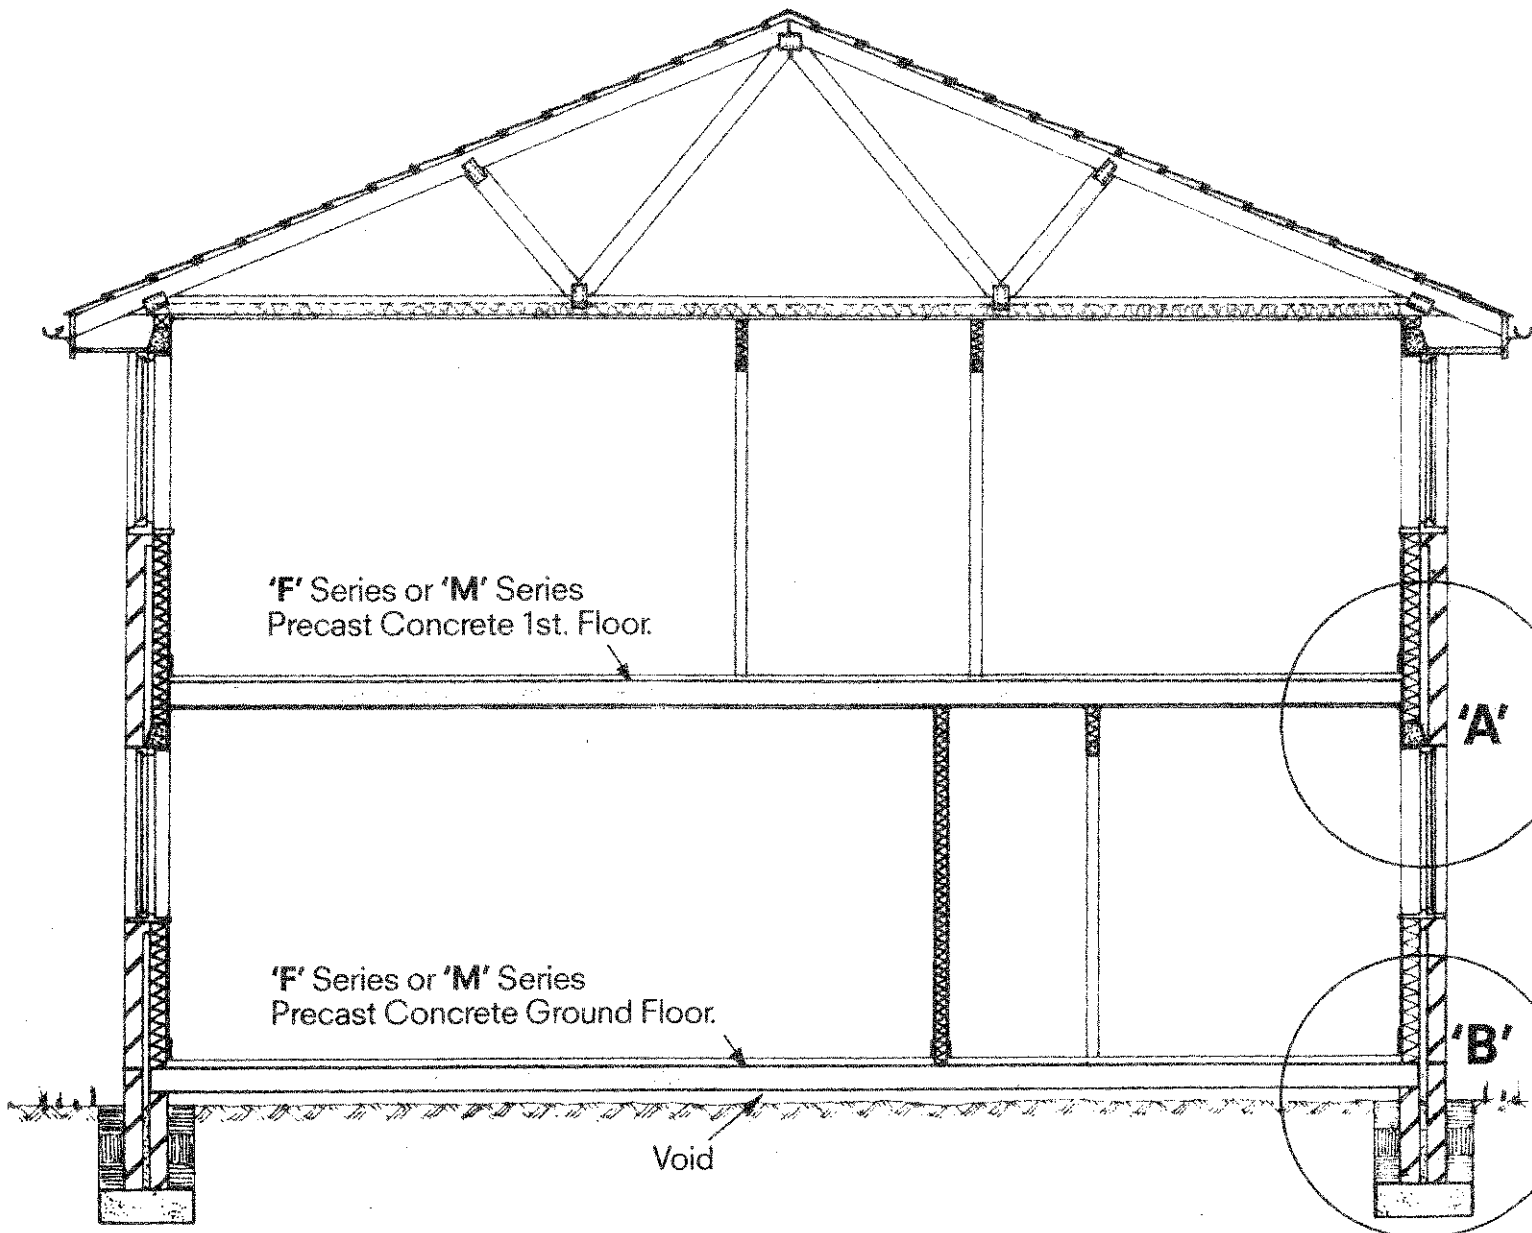 'F' Series or 'M' Series
Precast Concrete 1st. Floor.
'A'
'F' Series or 'M' Series
Precast Concrete Ground Floor.
'B'
Void